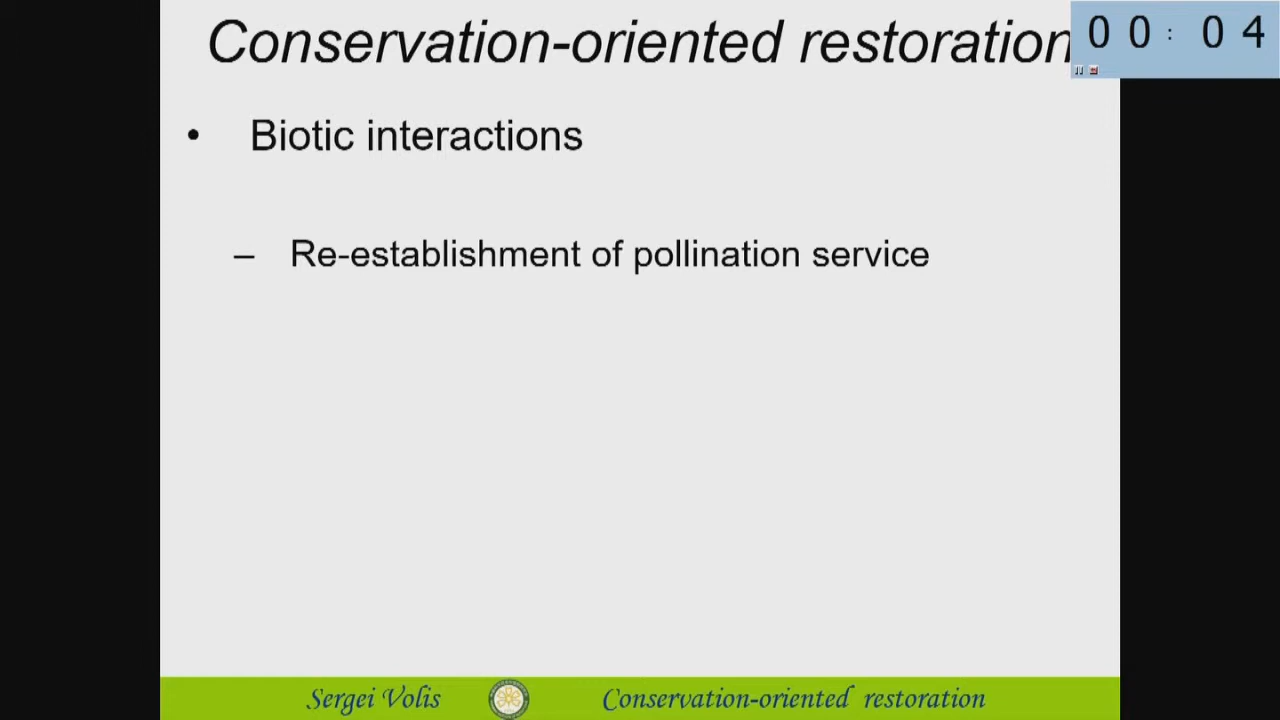 Conservation-oriented restoration
00:04
• Biotic interactions
– Re-establishment of pollination service
Sergei Volis
Conservation-oriented restoration